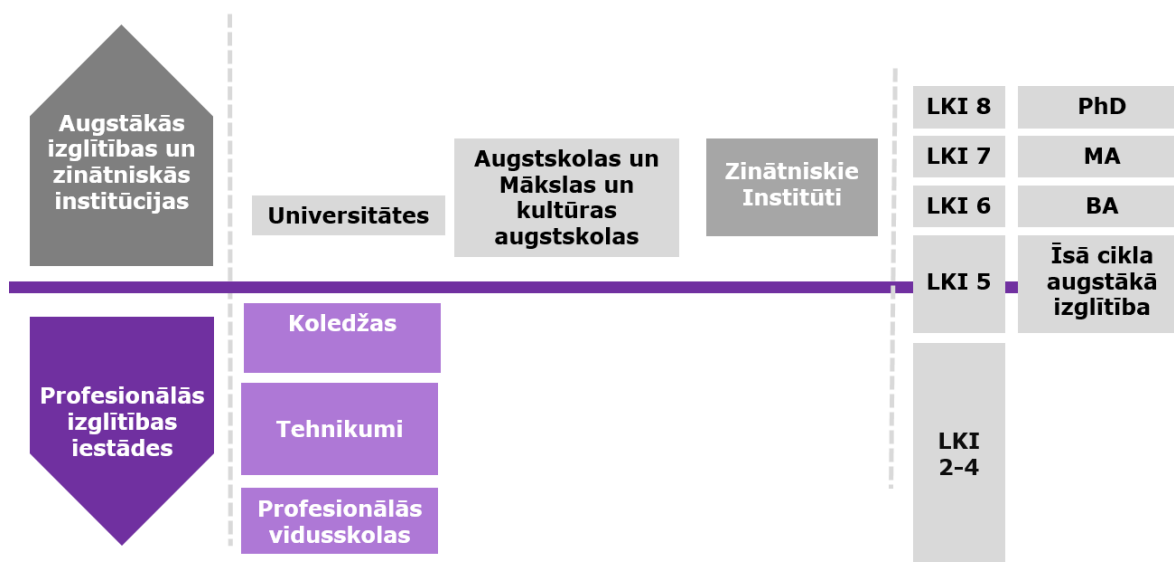 Augstākās
izglītības un
zinātniskās
institūcijas
Universitātes
Augstskolas un
Mākslas un
kultūras
augstskolas
Zinātniskie
Institūti
LKI 8
PhD
LKI 7
MA
LKI 6
BA
LKI 5
Īsā cikla
augstākā
izglītība
Profesionālās
izglītības
iestādes
Koledžas
Tehnikumi
Profesionālās
vidusskolas
LKI
2–4